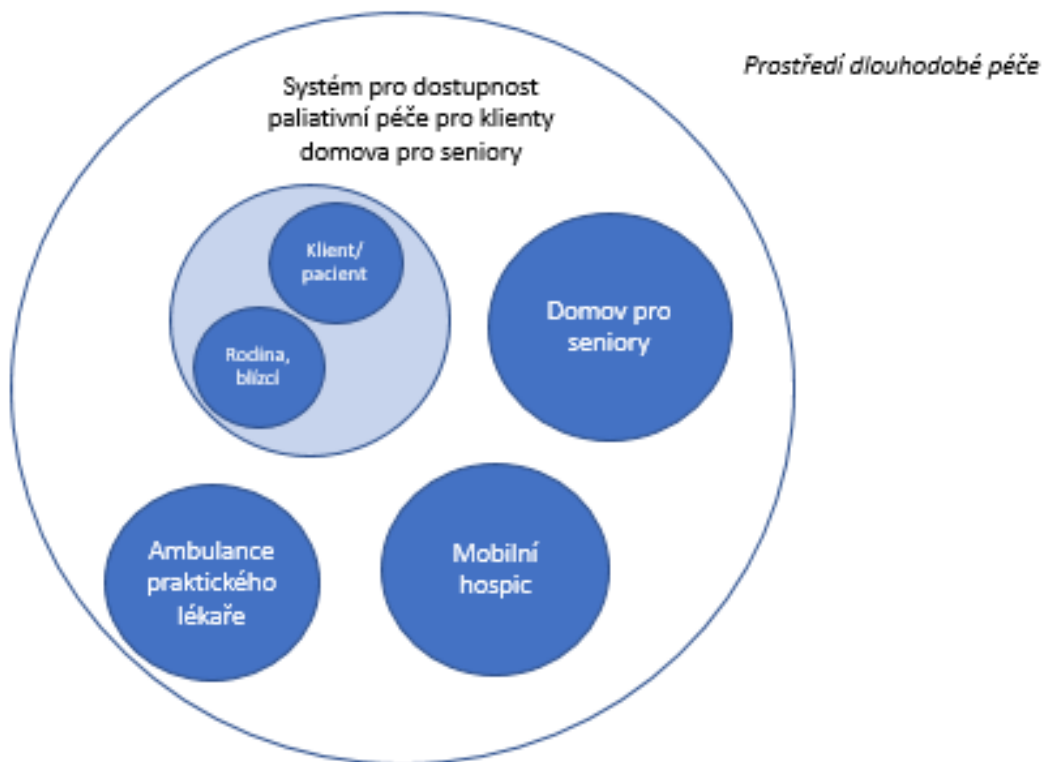 Prostředí dlouhodobé péče
Systém pro dostupnost
paliativní péče pro klienty
domova pro seniory
Klient/
pacient
Rodina,
blízcí
Domov pro
seniory
Ambulance
praktického
lékaře
Mobilní
hospic